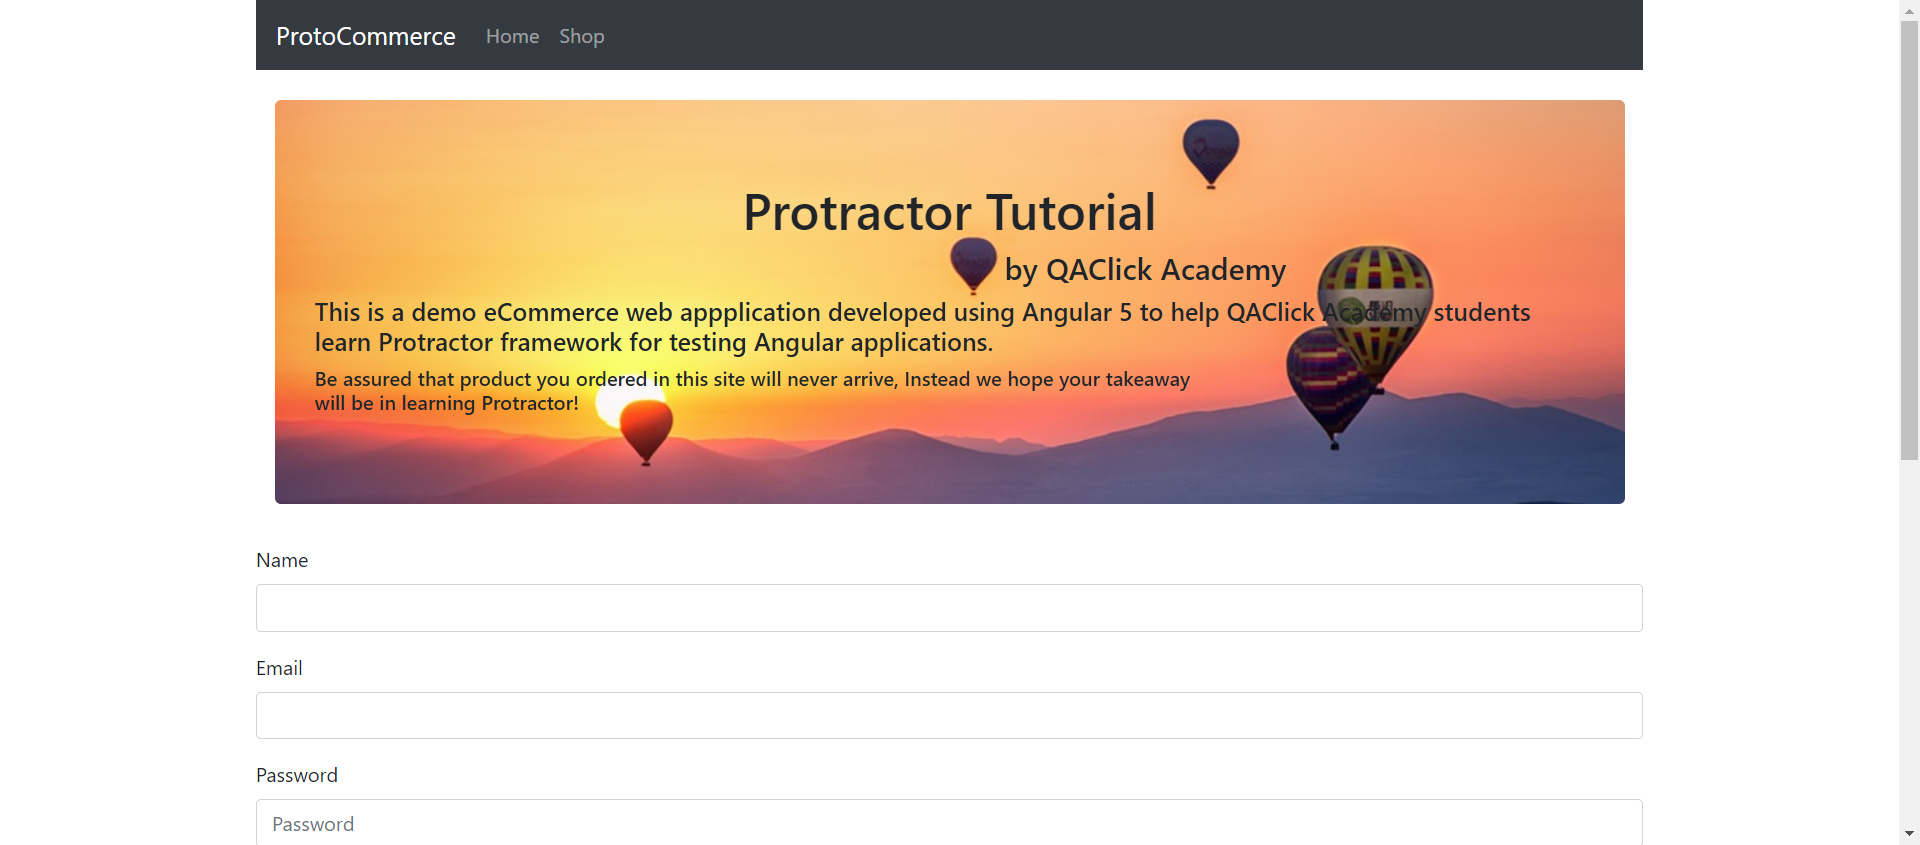 ProtoCommerce Home Shop
Protractor Tutorial
by QAClick Academy
This is a demo eCommerce web appplication developed using Angular 5 to help QAClick Academy students
learn Protractor framework for testing Angular applications.
Be assured that product you ordered in this site will never arrive, Instead we hope your takeaway
will be in learning Protractor!
Name
Email
Password
Password